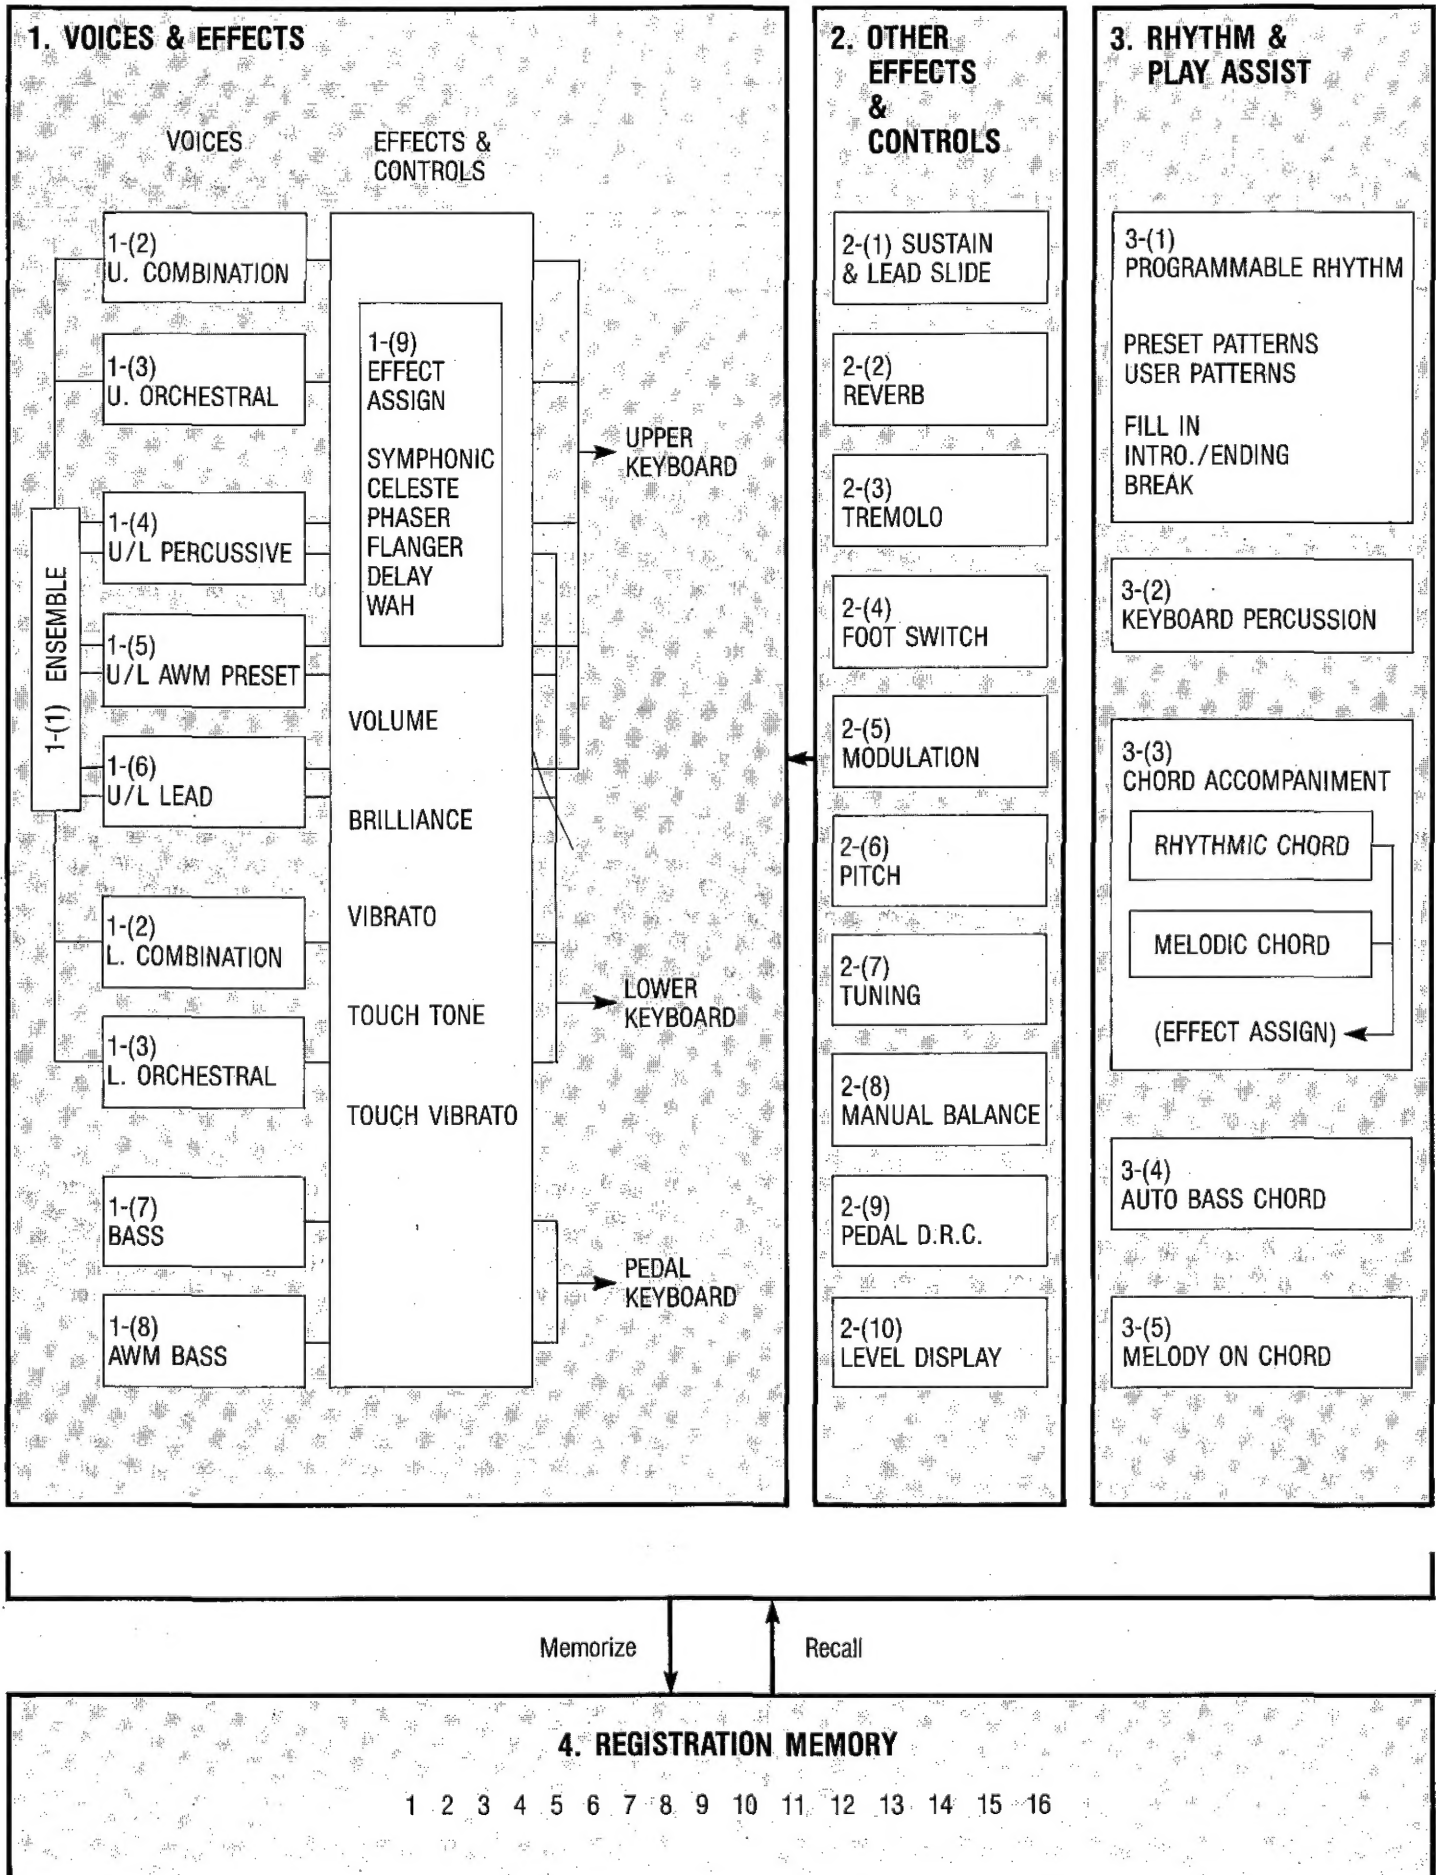 1. VOICES & EFFECTS
VOICES
EFFECTS &
CONTROLS
1-(1) ENSEMBLE
1-(2)
U. COMBINATION
1-(3)
U. ORCHESTRAL
1-(4)
U/L PERCUSSIVE
1-(5)
U/L AWM PRESET
1-(6)
U/L LEAD
1-(2)
L. COMBINATION
1-(3)
L. ORCHESTRAL
1-(7)
BASS
1-(8)
AWM BASS
1-(9)
EFFECT
ASSIGN
SYMPHONIC
CELESTE
PHASER
FLANGER
DELAY
WAH
VOLUME
BRILLIANCE
VIBRATO
TOUCH TONE
TOUCH VIBRATO
UPPER
KEYBOARD
LOWER
KEYBOARD
PEDAL
KEYBOARD
2. OTHER
EFFECTS
&
CONTROLS
2-(1) SUSTAIN
& LEAD SLIDE
2-(2)
REVERB
2-(3)
TREMOLO
2-(4)
FOOT SWITCH
2-(5)
MODULATION
2-(6)
PITCH
2-(7)
TUNING
2-(8)
MANUAL BALANCE
2-(9)
PEDAL D.R.C.
2-(10)
LEVEL DISPLAY
3. RHYTHM &
PLAY ASSIST
3-(1)
PROGRAMMABLE RHYTHM
PRESET PATTERNS
USER PATTERNS
FILL IN
INTRO./ENDING
BREAK
3-(2)
KEYBOARD PERCUSSION
3-(3)
CHORD ACCOMPANIMENT
RHYTHMIC CHORD
MELODIC CHORD
(EFFECT ASSIGN)
3-(4)
AUTO BASS CHORD
3-(5)
MELODY ON CHORD
Memorize
Recall
4. REGISTRATION MEMORY
1 2 3 4 5 6 7 8 9 10 11 12 13 14 15 16